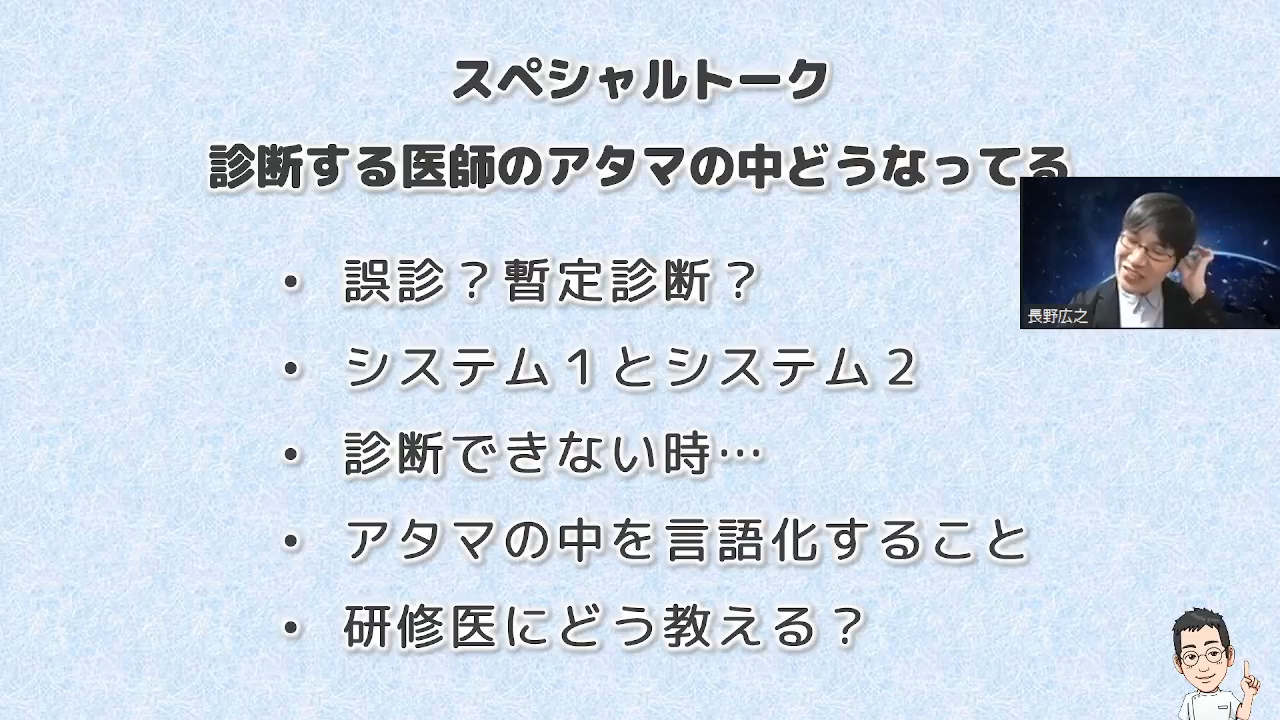 スペシャルトーク
診断する医師のアタマの中どうなってる
• 誤診？暫定診断？
• システム１とシステム２
• 診断できない時…
• アタマの中を言語化すること
• 研修医にどう教える？
長野広之